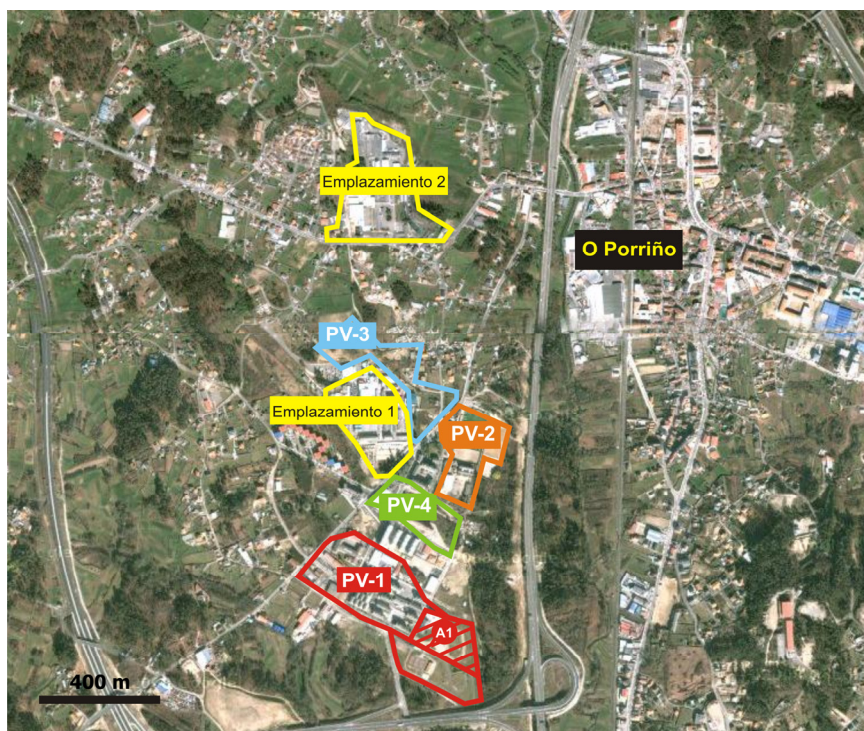 Emplazamiento 2
O Porriño
PV-3
Emplazamiento 1
PV-2
PV-4
PV-1
A1
400 m